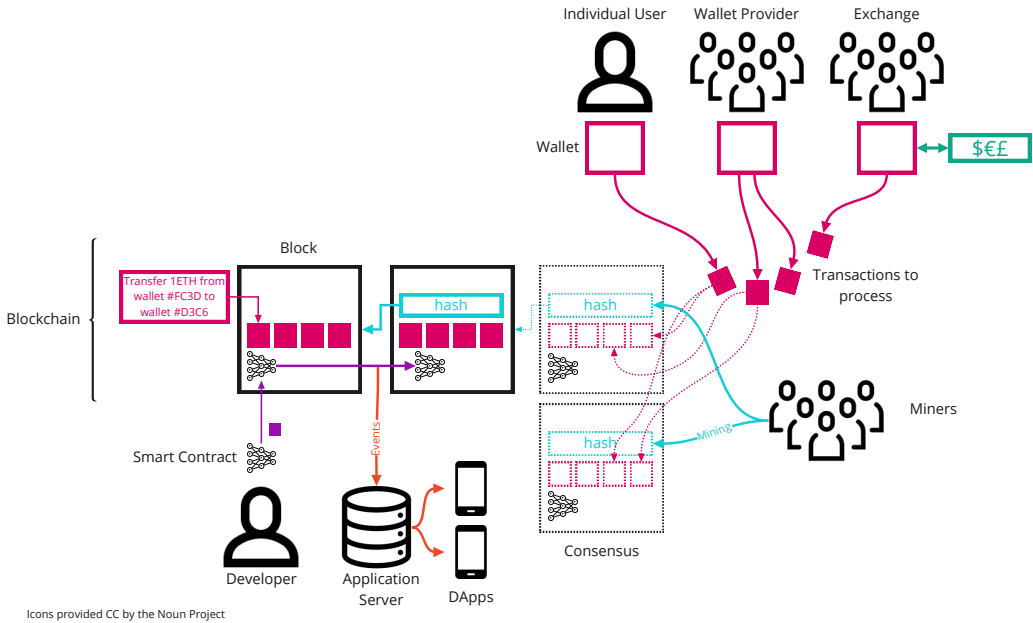 Individual User
Wallet Provider
Exchange
Wallet
$€£
Block
Transfer 1ETH from
wallet #FC3D to
wallet #D3C6
hash
hash
Transactions to
process
Blockchain
Miners
Mining
hash
Events
Smart Contract
Consensus
Developer
Application
Server
DApps
Icons provided CC by the Noun Project